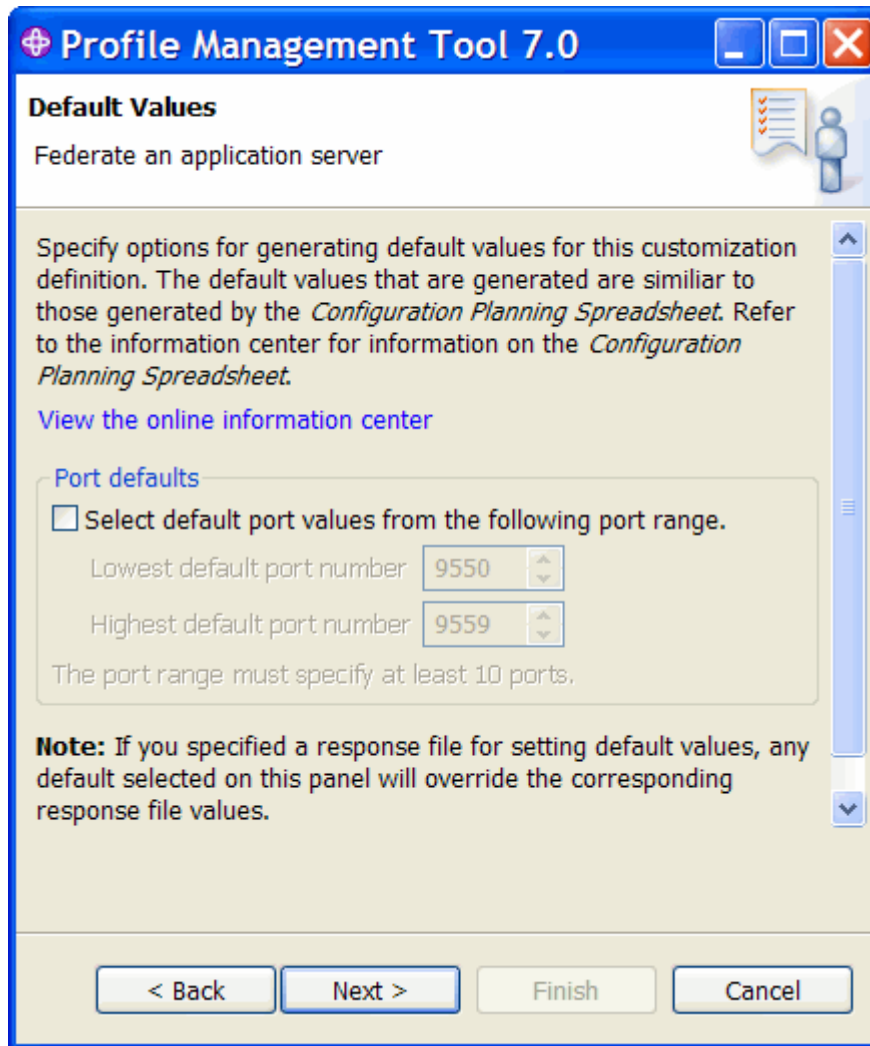 Profile Management Tool 7.0
Default Values
Federate an application server
Specify options for generating default values for this customization
definition. The default values that are generated are similiar to
those generated by the Configuration Planning Spreadsheet. Refer
to the information center for information on the Configuration
Planning Spreadsheet.
View the online information center
Port defaults
Select default port values from the following port range.
Lowest default port number 9550
Highest default port number 9559
The port range must specify at least 10 ports.
Note: If you specified a response file for setting default values, any
default selected on this panel will override the corresponding
response file values.
< Back Next > Finish Cancel